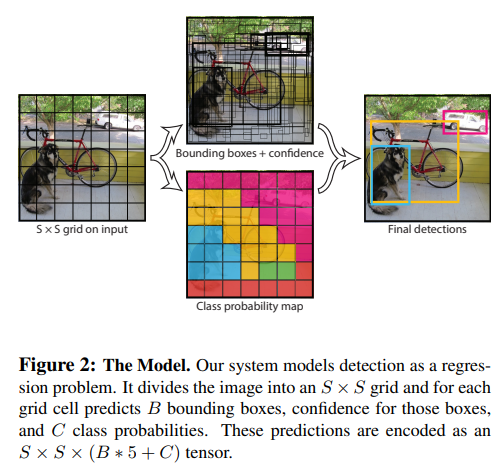 Bounding boxes + confidence
S × S grid on input
Final detections
Class probability map
Figure 2: The Model. Our system models detection as a regres-
sion problem. It divides the image into an S × S grid and for each
grid cell predicts B bounding boxes, confidence for those boxes,
and C class probabilities. These predictions are encoded as an
S × S × (B ∗ 5 + C) tensor.